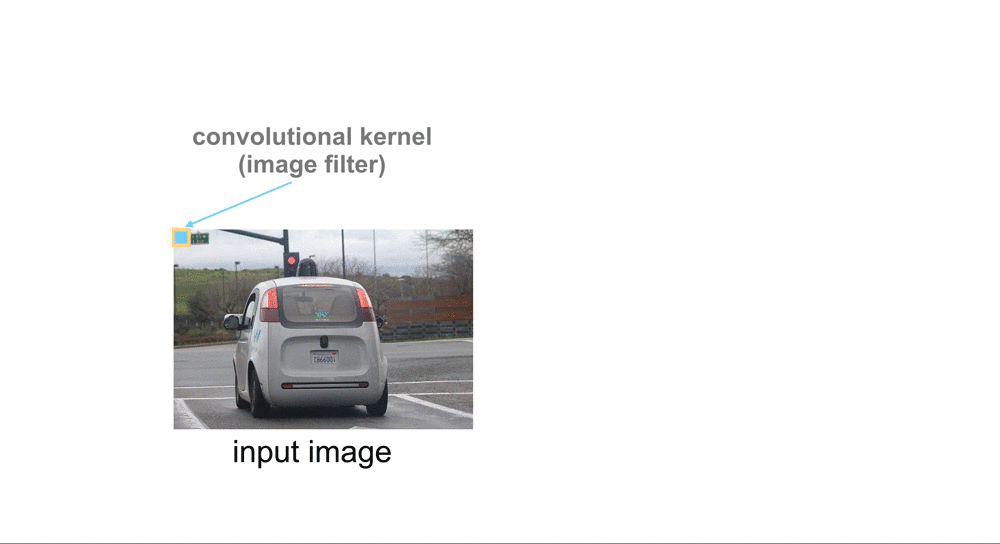 convolutional kernel
(image filter)
input image